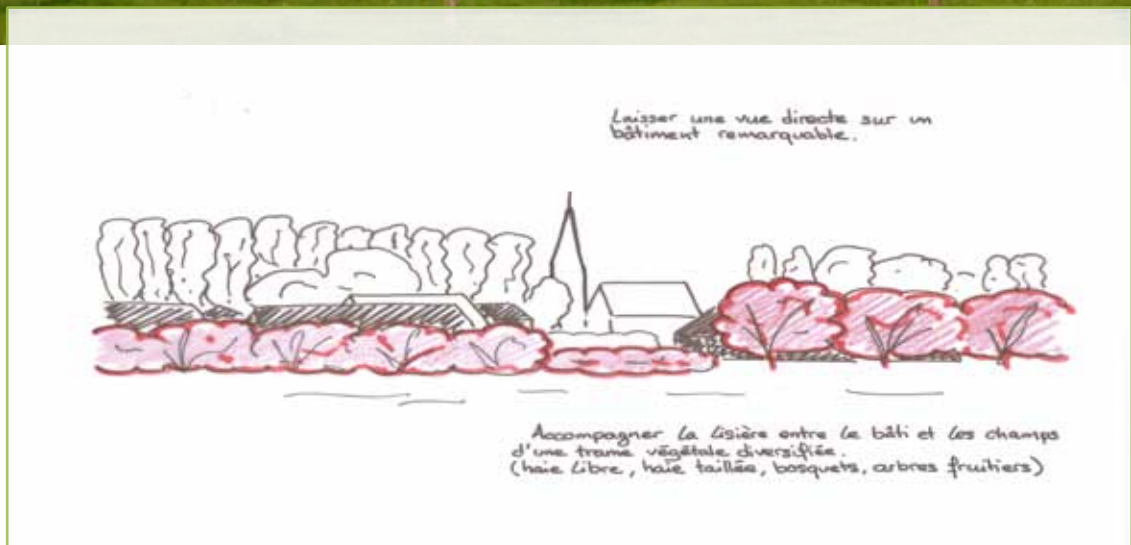 Laisser une vue directe sur un
bâtiment remarquable.
Accompagner la lisière entre le bâti et les champs
d'une trame végétale diversifiée.
(haie libre, haie taillée, bosquets, arbres fruitiers)